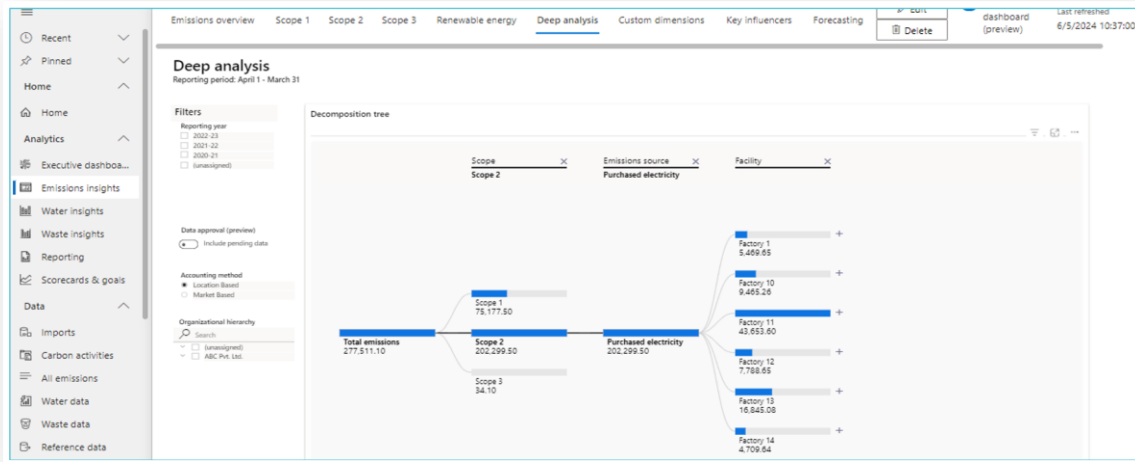 Emissions overview Scope 1 Scope 2 Scope 3 Renewable energy Deep analysis Custom dimensions Key influencers Forecasting
Edit
Delete
dashboard
(preview)
Last refreshed
6/5/2024 10:37:00
Recent
Pinned
Home
Home
Analytics
Executive dashboa...
Emissions insights
Water insights
Waste insights
Reporting
Scorecards & goals
Data
Imports
Carbon activities
All emissions
Water data
Waste data
Reference data
Deep analysis
Reporting period: April 1 - March 31
Filters
Reporting year
2022-23
2021-22
2020-21
(unassigned)
Data approval (preview)
Include pending data
Accounting method
Location Based
Market Based
Organizational hierarchy
Search
(unassigned)
ABC Pvt. Ltd.
Decomposition tree
Scope
Scope 2
Emissions source
Purchased electricity
Facility
Total emissions
277,511.10
Scope 1
75,177.50
Scope 2
202,299.50
Scope 3
34.10
Purchased electricity
202,299.50
Factory 1
5,469.65
Factory 10
9,465.26
Factory 11
43,653.60
Factory 12
7,788.65
Factory 13
16,845.08
Factory 14
4,709.64